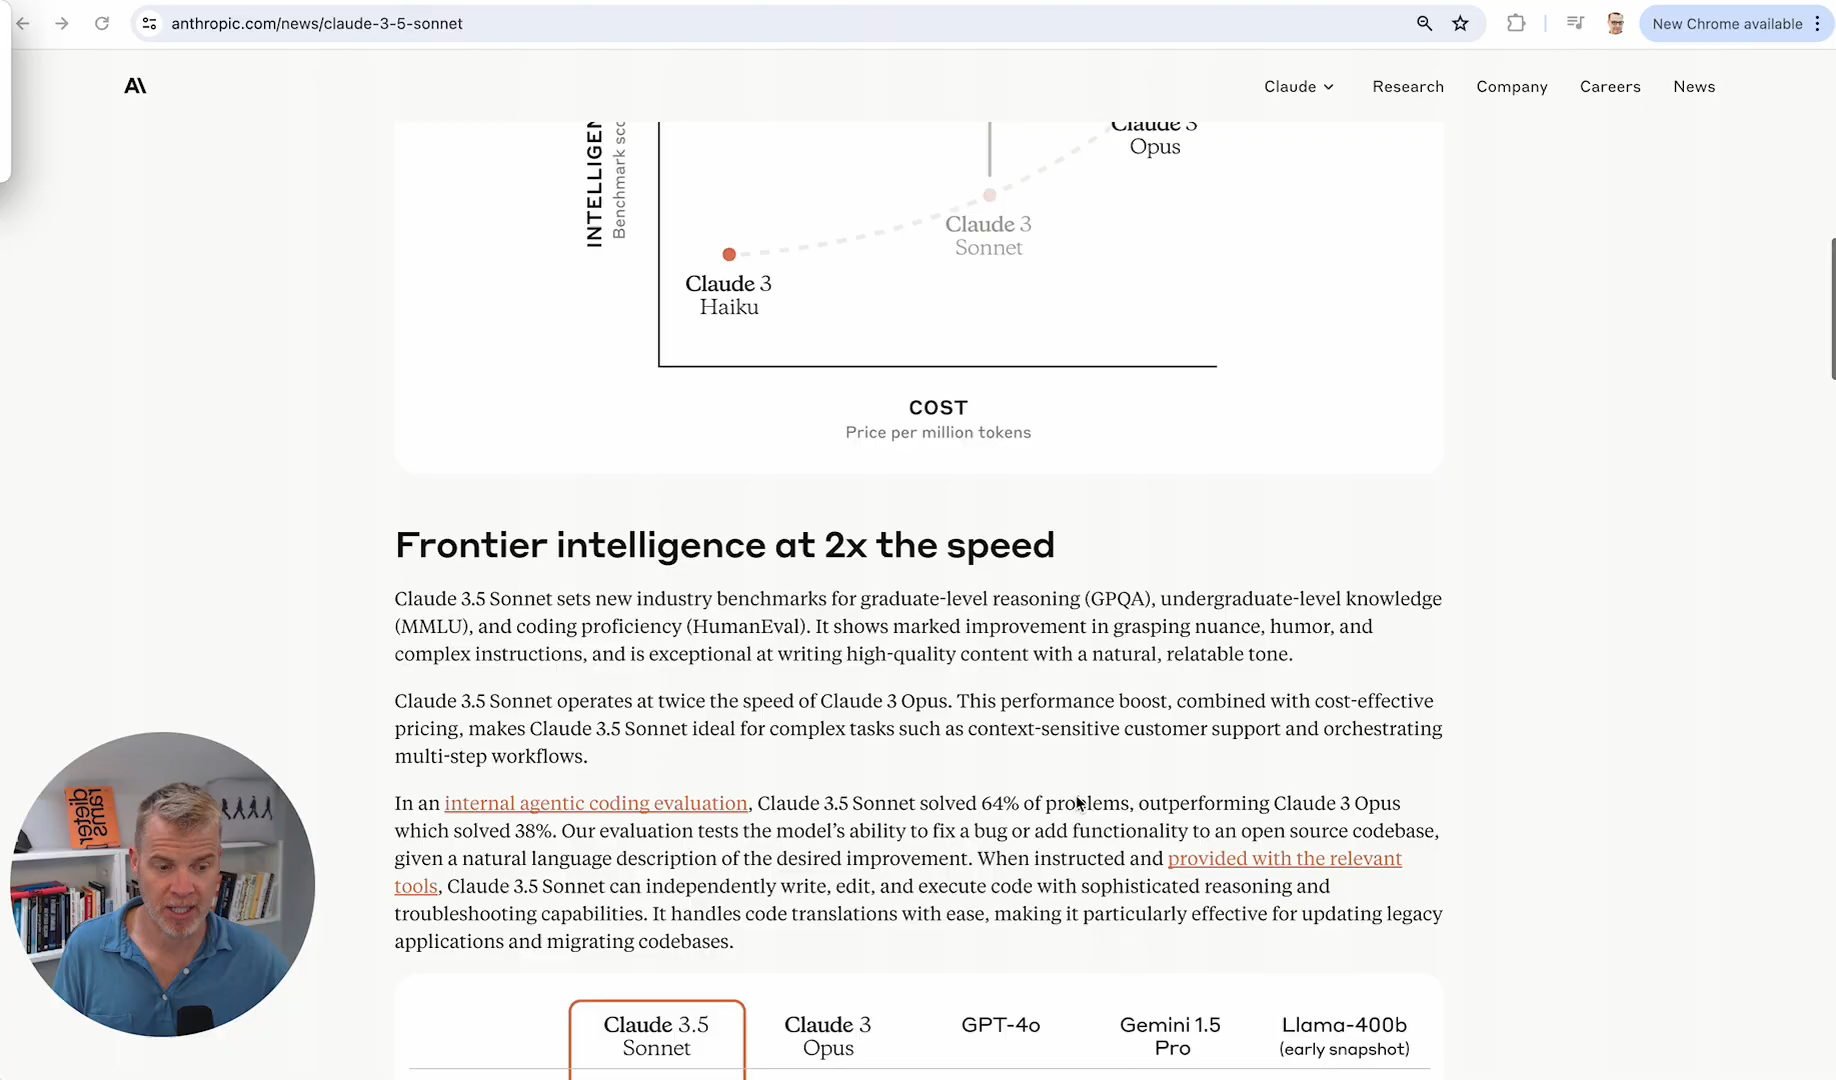 anthropic.com/news/claude-3-5-sonnet
New Chrome available
A\
Claude
Research
Company
Careers
News
Claude 3
Opus
Benchmark
Claude 3
Sonnet
Claude 3
Haiku
COST
Price per million tokens
Frontier intelligence at 2x the speed
Claude 3.5 Sonnet sets new industry benchmarks for graduate-level reasoning (GPQA), undergraduate-level knowledge
(MMLU), and coding proficiency (HumanEval). It shows marked improvement in grasping nuance, humor, and
complex instructions, and is exceptional at writing high-quality content with a natural, relatable tone.
Claude 3.5 Sonnet operates at twice the speed of Claude 3 Opus. This performance boost, combined with cost-effective
pricing, makes Claude 3.5 Sonnet ideal for complex tasks such as context-sensitive customer support and orchestrating
multi-step workflows.
In an internal agentic coding evaluation, Claude 3.5 Sonnet solved 64% of problems, outperforming Claude 3 Opus
which solved 38%. Our evaluation tests the model's ability to fix a bug or add functionality to an open source codebase,
given a natural language description of the desired improvement. When instructed and provided with the relevant
tools, Claude 3.5 Sonnet can independently write, edit, and execute code with sophisticated reasoning and
troubleshooting capabilities. It handles code translations with ease, making it particularly effective for updating legacy
applications and migrating codebases.
rams
dieter
Claude 3.5
Sonnet
Claude 3
Opus
GPT-4o
Gemini 1.5
Pro
Llama-400b
(early snapshot)